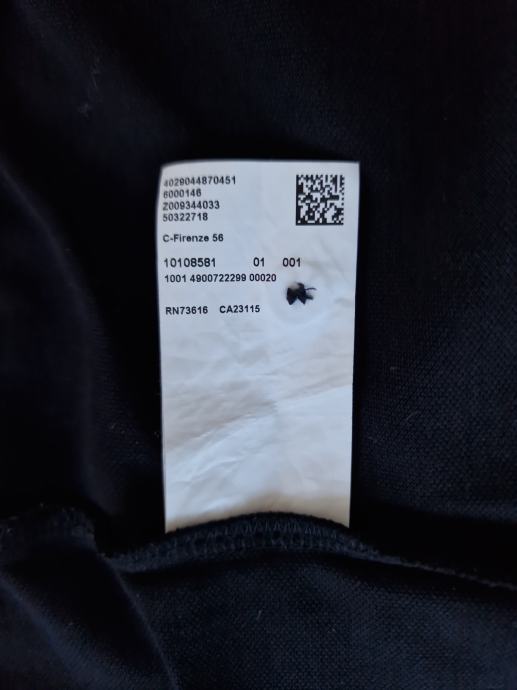 4029044870451
6000146
Z009344033
50322718
C-Firenze 56
10108581 01 001
1001 4900722299 00020
RN73616 CA23115